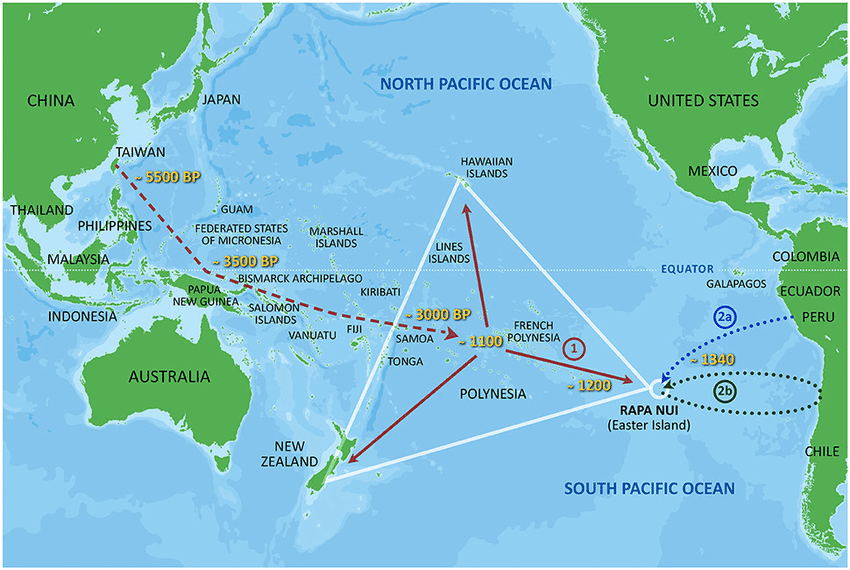 NORTH PACIFIC OCEAN
CHINA
JAPAN
UNITED STATES
TAIWAN
~ 5500 BP
HAWAIIAN
ISLANDS
MEXICO
THAILAND
PHILIPPINES
GUAM
FEDERATED STATES
OF MICRONESIA
MARSHALL
ISLANDS
LINES
ISLANDS
MALAYSIA
~ 3500 BP
BISMARCK ARCHIPELAGO
KIRIBATI
EQUATOR
COLOMBIA
GALAPAGOS
ECUADOR
PAPUA
NEW GUINEA
INDONESIA
SOLOMON
ISLANDS
3000 BP
PERU
2a
VANUATU
FIJI
SAMOA
~ 1100
FRENCH
POLYNESIA
1
TONGA
~ 1340
AUSTRALIA
~ 1200
POLYNESIA
2b
RAPA NUI
(Easter Island)
NEW
ZEALAND
CHILE
SOUTH PACIFIC OCEAN